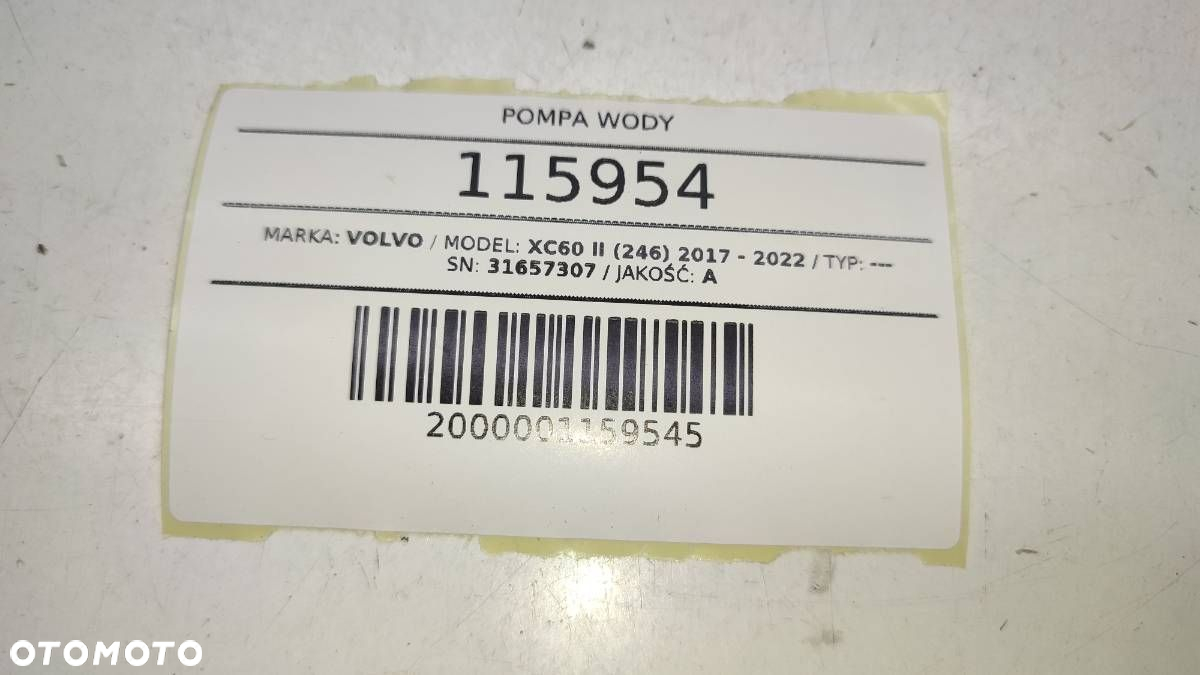 POMPA WODY
115954
MARKA: VOLVO / MODEL: XC60 II (246) 2017 - 2022 / TYP: ---
SN: 31657307 / JAKOŚĆ: A
2000001159545
OTOMOTO